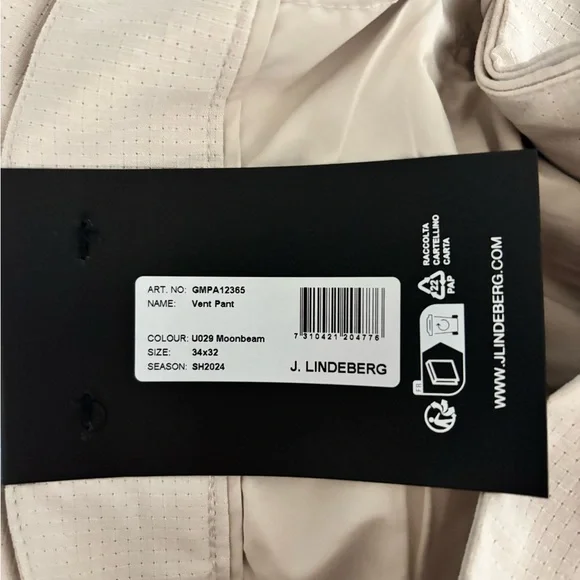 ART. NO: GMPA12365
NAME: Vent Pant
COLOUR: U029 Moonbeam
SIZE: 34x32
SEASON: SH2024
7 310421 204776
J. LINDEBERG
RACCOLTA
CARTELLINO
CARTA
22
PAP
FR
WWW.JLINDEBERG.COM